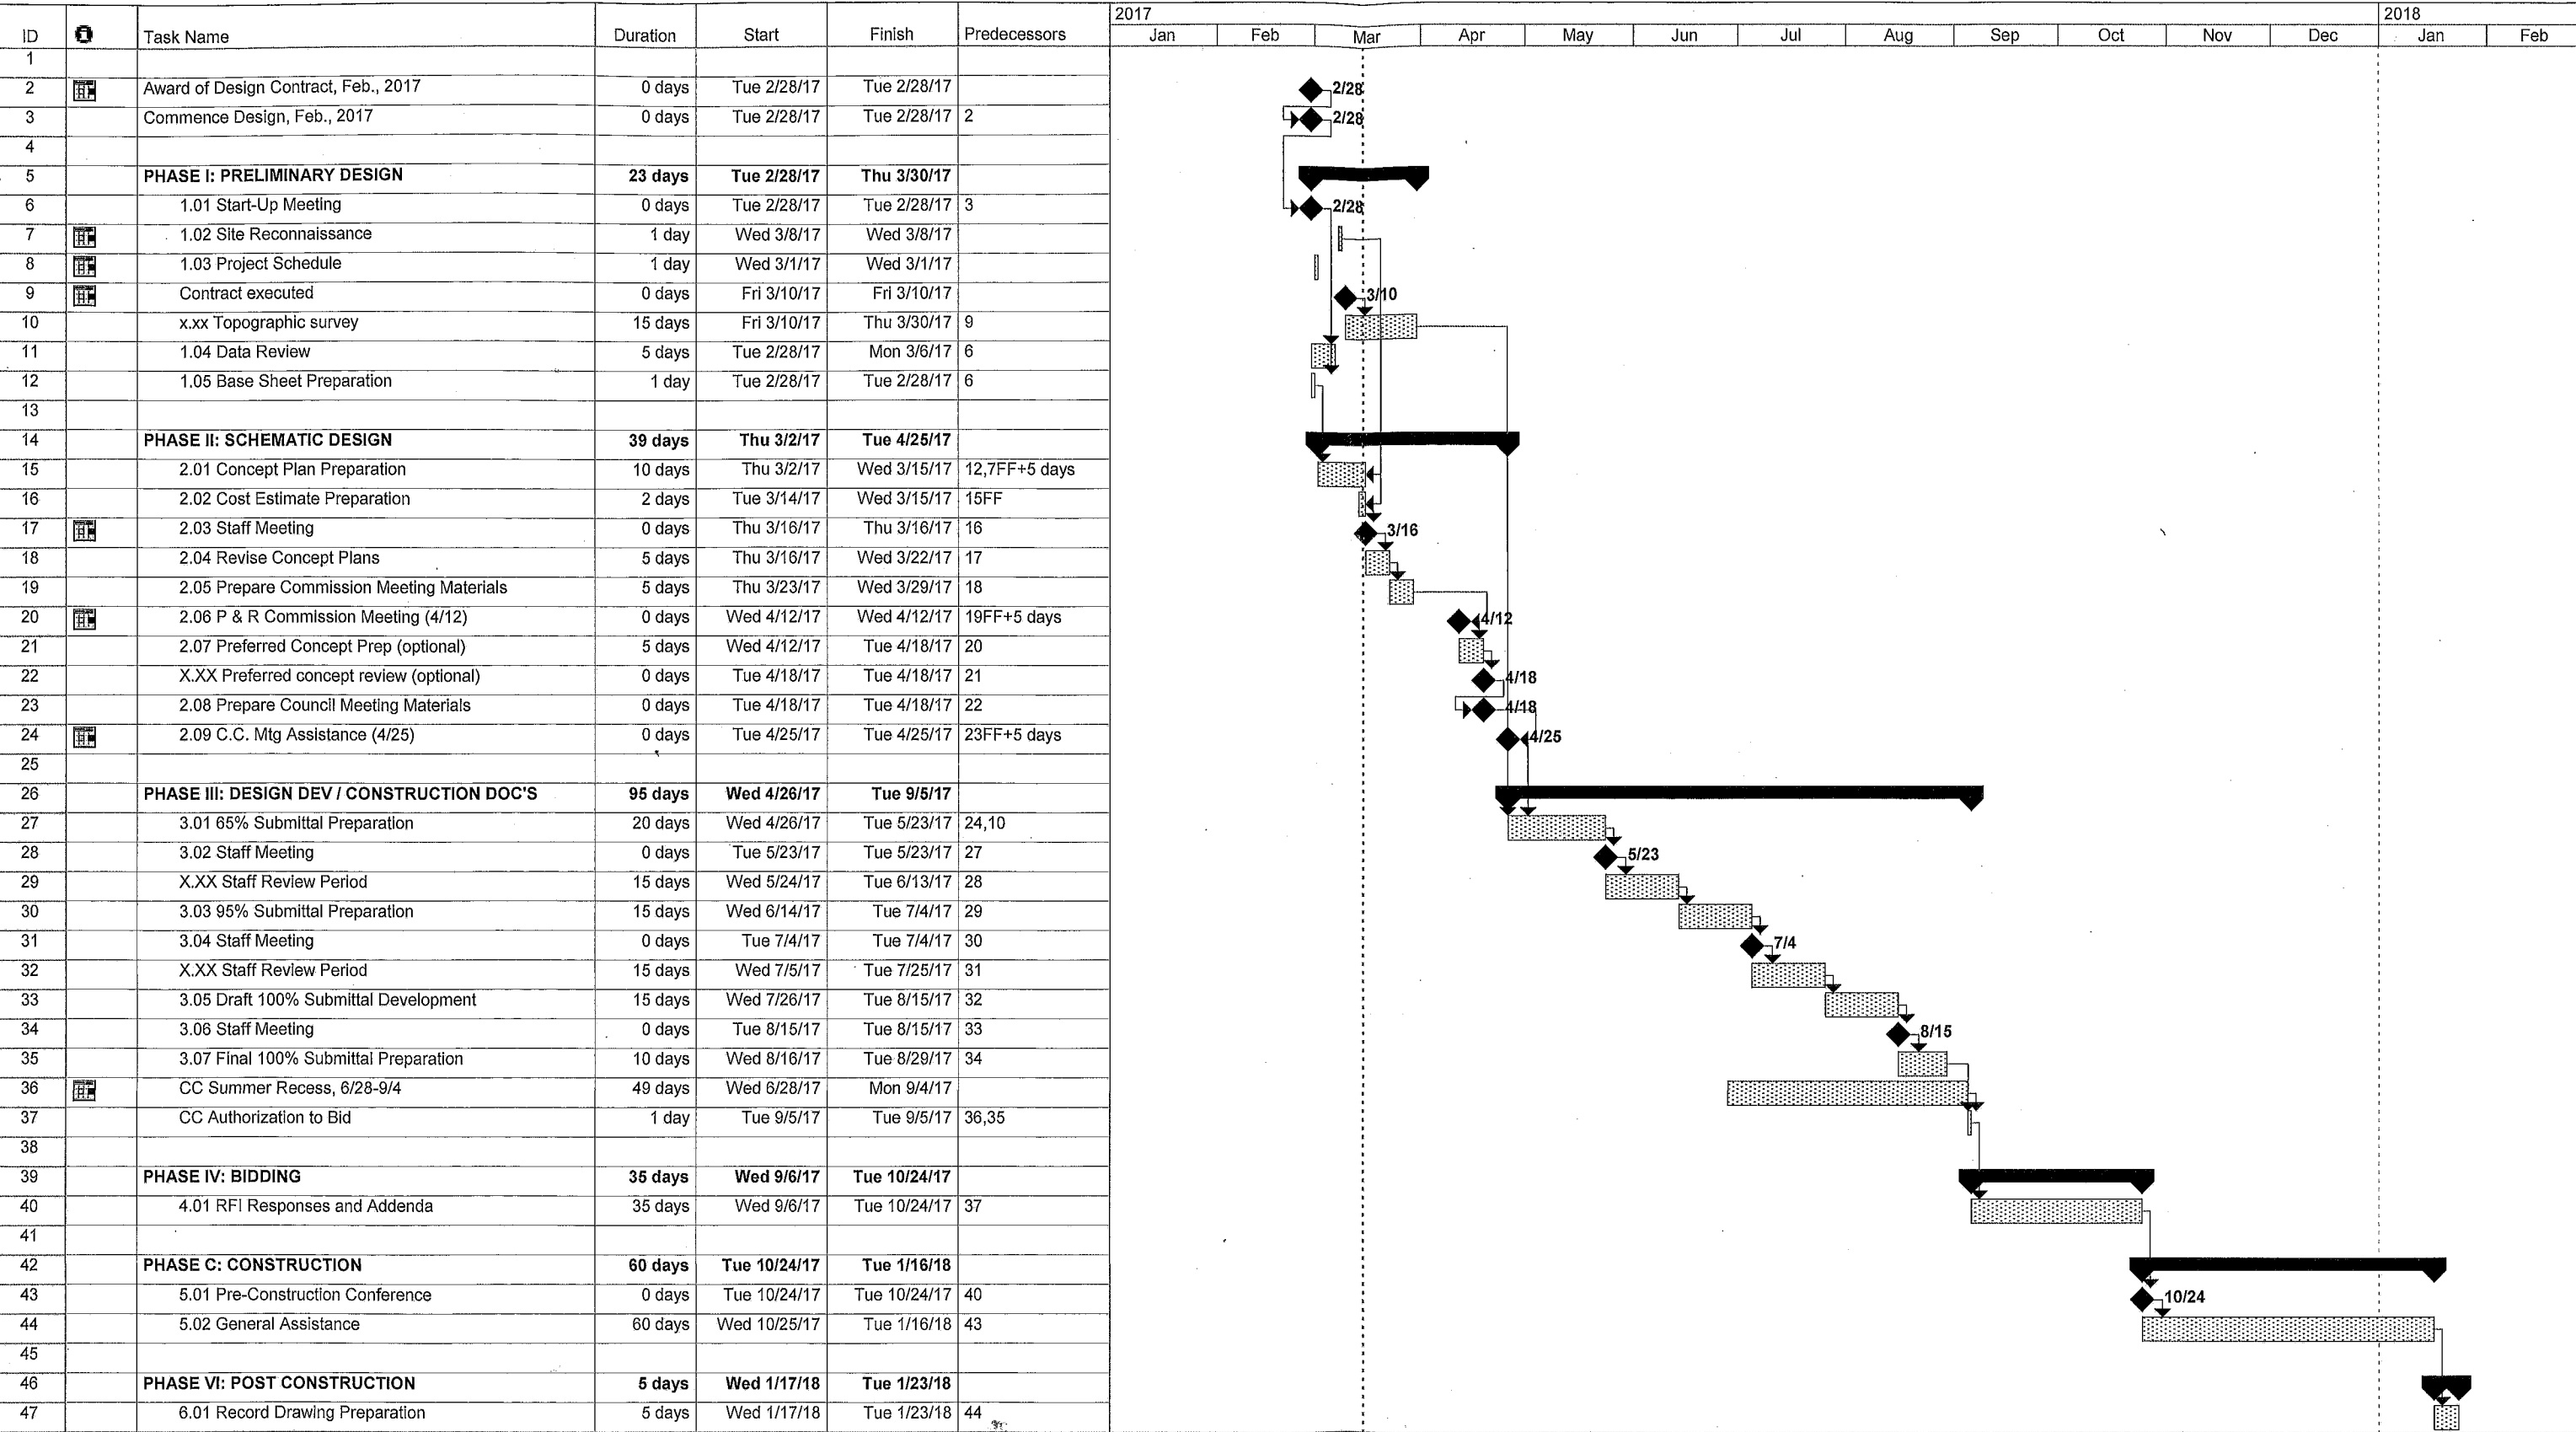 2017 2018
ID Task Name Duration Start Finish Predecessors Jan Feb Mar Apr May Jun Jul Aug Sep Oct Nov Dec Jan Feb
1
2 Award of Design Contract, Feb., 2017 0 days Tue 2/28/17 Tue 2/28/17 2/28
3 Commence Design, Feb., 2017 0 days Tue 2/28/17 Tue 2/28/17 2 2/28
4
5 PHASE I: PRELIMINARY DESIGN 23 days Tue 2/28/17 Thu 3/30/17
6 1.01 Start-Up Meeting 0 days Tue 2/28/17 Tue 2/28/17 3 2/28
7 1.02 Site Reconnaissance 1 day Wed 3/8/17 Wed 3/8/17
8 1.03 Project Schedule 1 day Wed 3/1/17 Wed 3/1/17
9 Contract executed 0 days Fri 3/10/17 Fri 3/10/17 3/10
10 x.xx Topographic survey 15 days Fri 3/10/17 Thu 3/30/17 9
11 1.04 Data Review 5 days Tue 2/28/17 Mon 3/6/17 6
12 1.05 Base Sheet Preparation 1 day Tue 2/28/17 Tue 2/28/17 6
13
14 PHASE II: SCHEMATIC DESIGN 39 days Thu 3/2/17 Tue 4/25/17
15 2.01 Concept Plan Preparation 10 days Thu 3/2/17 Wed 3/15/17 12,7FF+5 days
16 2.02 Cost Estimate Preparation 2 days Tue 3/14/17 Wed 3/15/17 15FF
17 2.03 Staff Meeting 0 days Thu 3/16/17 Thu 3/16/17 16 3/16
18 2.04 Revise Concept Plans 5 days Thu 3/16/17 Wed 3/22/17 17
19 2.05 Prepare Commission Meeting Materials 5 days Thu 3/23/17 Wed 3/29/17 18
20 2.06 P & R Commission Meeting (4/12) 0 days Wed 4/12/17 Wed 4/12/17 19FF+5 days 4/12
21 2.07 Preferred Concept Prep (optional) 5 days Wed 4/12/17 Tue 4/18/17 20
22 X.XX Preferred concept review (optional) 0 days Tue 4/18/17 Tue 4/18/17 21 4/18
23 2.08 Prepare Council Meeting Materials 0 days Tue 4/18/17 Tue 4/18/17 22 4/18
24 2.09 C.C. Mtg Assistance (4/25) 0 days Tue 4/25/17 Tue 4/25/17 23FF+5 days 4/25
25
26 PHASE III: DESIGN DEV / CONSTRUCTION DOC'S 95 days Wed 4/26/17 Tue 9/5/17
27 3.01 65% Submittal Preparation 20 days Wed 4/26/17 Tue 5/23/17 24,10
28 3.02 Staff Meeting 0 days Tue 5/23/17 Tue 5/23/17 27 5/23
29 X.XX Staff Review Period 15 days Wed 5/24/17 Tue 6/13/17 28
30 3.03 95% Submittal Preparation 15 days Wed 6/14/17 Tue 7/4/17 29
31 3.04 Staff Meeting 0 days Tue 7/4/17 Tue 7/4/17 30 7/4
32 X.XX Staff Review Period 15 days Wed 7/5/17 Tue 7/25/17 31
33 3.05 Draft 100% Submittal Development 15 days Wed 7/26/17 Tue 8/15/17 32
34 3.06 Staff Meeting 0 days Tue 8/15/17 Tue 8/15/17 33 8/15
35 3.07 Final 100% Submittal Preparation 10 days Wed 8/16/17 Tue 8/29/17 34
36 CC Summer Recess, 6/28-9/4 49 days Wed 6/28/17 Mon 9/4/17
37 CC Authorization to Bid 1 day Tue 9/5/17 Tue 9/5/17 36,35
38
39 PHASE IV: BIDDING 35 days Wed 9/6/17 Tue 10/24/17
40 4.01 RFI Responses and Addenda 35 days Wed 9/6/17 Tue 10/24/17 37
41
42 PHASE C: CONSTRUCTION 60 days Tue 10/24/17 Tue 1/16/18
43 5.01 Pre-Construction Conference 0 days Tue 10/24/17 Tue 10/24/17 40 10/24
44 5.02 General Assistance 60 days Wed 10/25/17 Tue 1/16/18 43
45
46 PHASE VI: POST CONSTRUCTION 5 days Wed 1/17/18 Tue 1/23/18
47 6.01 Record Drawing Preparation 5 days Wed 1/17/18 Tue 1/23/18 44